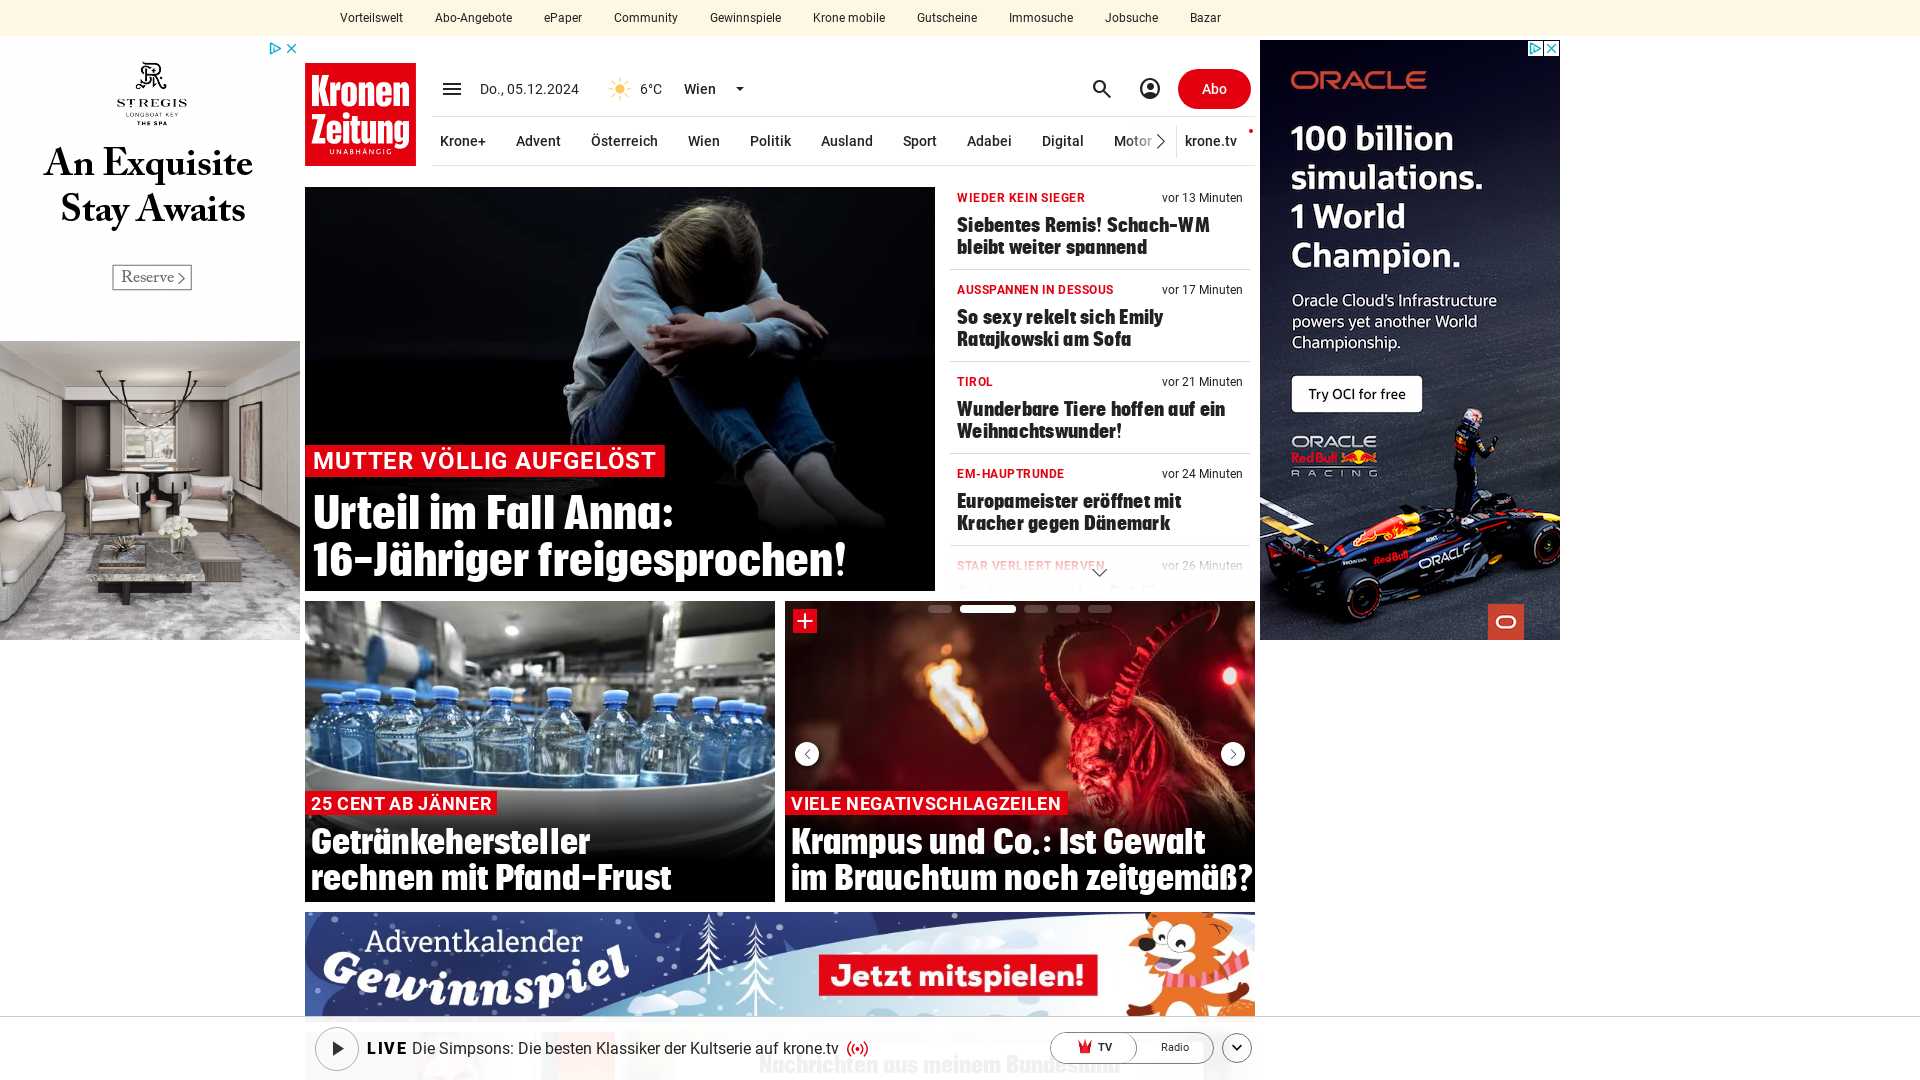 Vorteilswelt
Abo-Angebote
ePaper
Community
Gewinnspiele
Krone mobile
Gutscheine
Immosuche
Jobsuche
Bazar
ST REGIS
LONGBOAT KEY
THE SPA
An Exquisite
Stay Awaits
Reserve
Kronen
Zeitung
UNABHÄNGIG
Do., 05.12.2024
6°C
Wien
Abo
Krone+
Advent
Österreich
Wien
Politik
Ausland
Sport
Adabei
Digital
Motor
krone.tv
MUTTER VÖLLIG AUFGELÖST
Urteil im Fall Anna:
16-Jähriger freigesprochen!
WIEDER KEIN SIEGER
vor 13 Minuten
Siebentes Remis! Schach-WM
bleibt weiter spannend
AUSSPANNEN IN DESSOUS
vor 17 Minuten
So sexy rekelt sich Emily
Ratajkowski am Sofa
TIROL
vor 21 Minuten
Wunderbare Tiere hoffen auf ein
Weihnachtswunder!
EM-HAUPTRUNDE
vor 24 Minuten
Europameister eröffnet mit
Kracher gegen Dänemark
STAR VERLIERT NERVEN
vor 26 Minuten
25 CENT AB JÄNNER
Getränkehersteller
rechnen mit Pfand-Frust
VIELE NEGATIVSCHLAGZEILEN
Krampus und Co.: Ist Gewalt
im Brauchtum noch zeitgemäß?
Adventkalender
Gewinnspiel
Jetzt mitspielen!
LIVE Die Simpsons: Die besten Klassiker der Kultserie auf krone.tv
TV
Radio
Nachrichten aus meinem Bundesland
ORACLE
100 billion
simulations.
1 World
Champion.
Oracle Cloud's Infrastructure
powers yet another World
Championship.
Try OCI for free
ORACLE
Red Bull
RACING
ORACLE
Red Bull